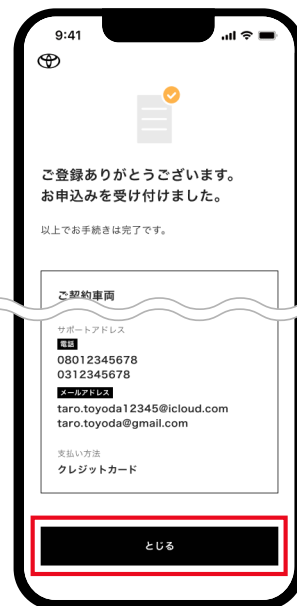 9:41
ご登録ありがとうございます。
お申込みを受け付けました。
以上でお手続きは完了です。
ご契約車両
サポートアドレス
電話
08012345678
0312345678
メールアドレス
taro.toyoda12345@icloud.com
taro.toyoda@gmail.com
支払い方法
クレジットカード
とじる